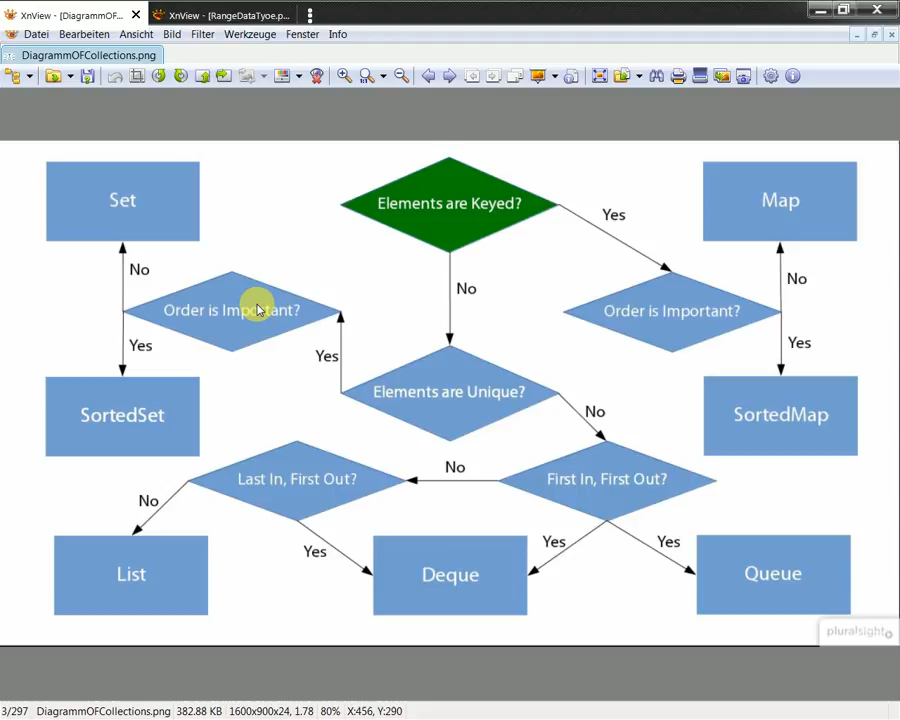 XnView - [DiagrammOF...
XnView - [RangeDataTyoe.p...
Datei Bearbeiten Ansicht Bild Filter Werkzeuge Fenster Info
DiagrammOFCollections.png
Set
Elements are Keyed?
Map
Yes
No
No
No
Order is Important?
Order is Important?
Yes
Yes
Yes
Elements are Unique?
SortedSet
No
SortedMap
No
Last In, First Out?
First In, First Out?
No
Yes
Yes
Yes
List
Deque
Queue
pluralsight
3/297 DiagrammOFCollections.png 382.88 KB 1600x900x24, 1.78 80% X:456, Y:290